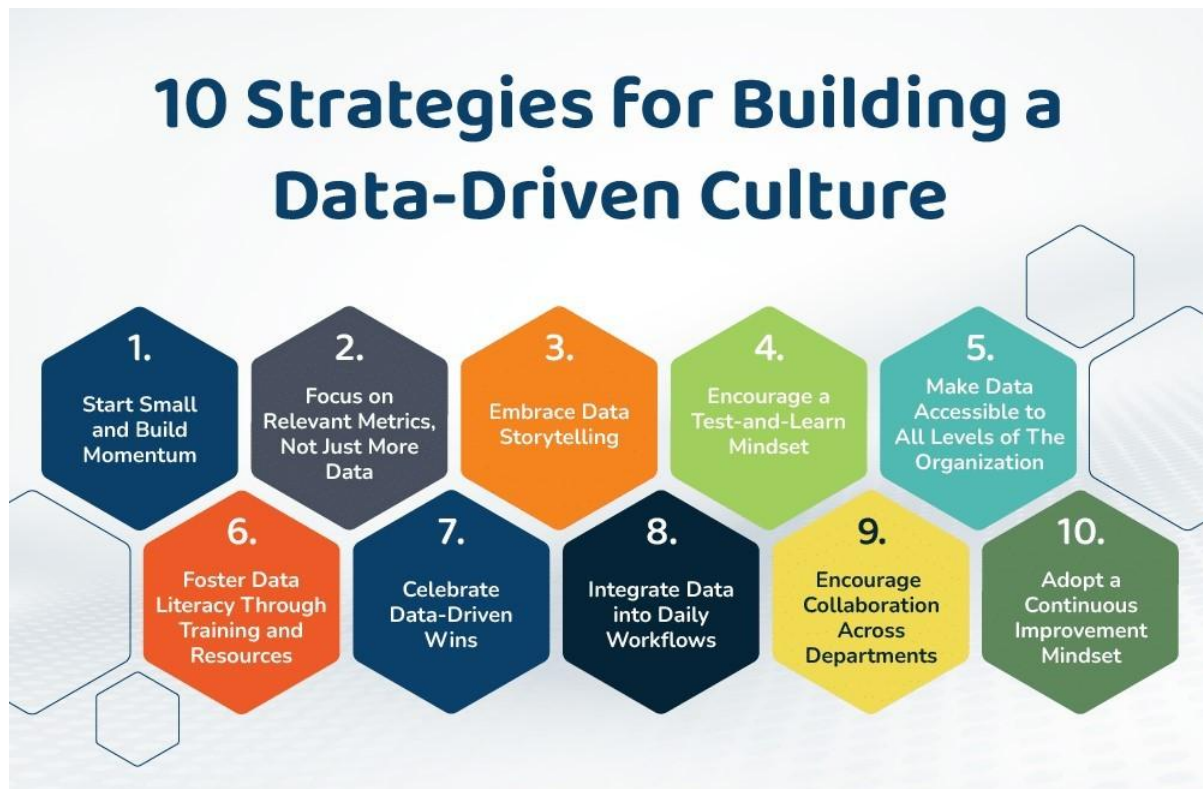 10 Strategies for Building a
Data-Driven Culture
1.
Start Small
and Build
Momentum
2.
Focus on
Relevant Metrics,
Not Just More
Data
3.
Embrace Data
Storytelling
4.
Encourage a
Test-and-Learn
Mindset
5.
Make Data
Accessible to
All Levels of The
Organization
6.
Foster Data
Literacy Through
Training and
Resources
7.
Celebrate
Data-Driven
Wins
8.
Integrate Data
into Daily
Workflows
9.
Encourage
Collaboration
Across
Departments
10.
Adopt a
Continuous
Improvement
Mindset